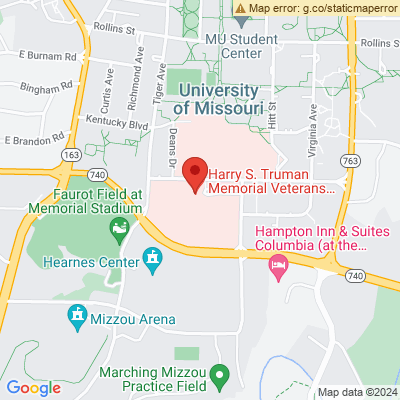 Map error: g.co/staticmaperror
Rollins St
MU Student
Center
Rollins St
E Burnam Rd
Richmond Ave
Tiger Ave
Bingham Rd
Curtis Ave
University
of Missouri
Hitt St
Virginia Ave
Kentucky Blvd
E Brandon Rd
Deans Dr
163
763
740
Harry S. Truman
Memorial Veterans...
Faurot Field at
Memorial Stadium
Hampton Inn & Suites
Columbia (at the...
Hearnes Center
740
Mizzou Arena
Marching Mizzou
Practice Field
Google
Map data ©2024